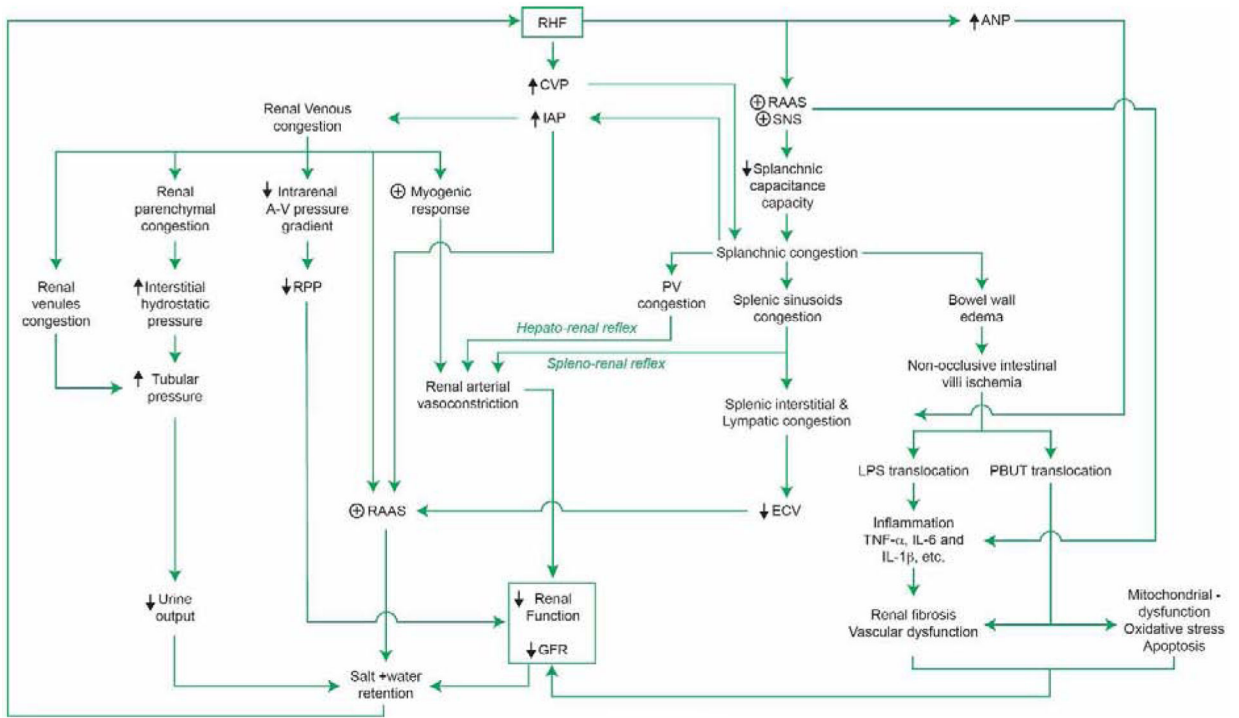 RHF
↑ANP
↑CVP
⊕RAAS
⊕SNS
Renal Venous
congestion
↑IAP
↓Splanchnic
capacitance
capacity
Renal
parenchymal
congestion
↓Intrarenal
A-V pressure
gradient
⊕ Myogenic
response
Splanchnic congestion
Renal
venules
congestion
↑Interstitial
hydrostatic
pressure
↓RPP
PV
congestion
Splenic sinusoids
congestion
Bowel wall
edema
Hepato-renal reflex
Spleno-renal reflex
↑ Tubular
pressure
Renal arterial
vasoconstriction
Non-occlusive intestinal
villi ischemia
Splenic interstitial &
Lympatic congestion
LPS translocation
PBUT translocation
⊕RAAS
↓ECV
Inflammation
TNF-α, IL-6 and
IL-1β, etc.
↓Urine
output
↓ Renal
Function
↓GFR
Renal fibrosis
Vascular dysfunction
Mitochondrial -
dysfunction
Oxidative stress
Apoptosis
Salt +water
retention